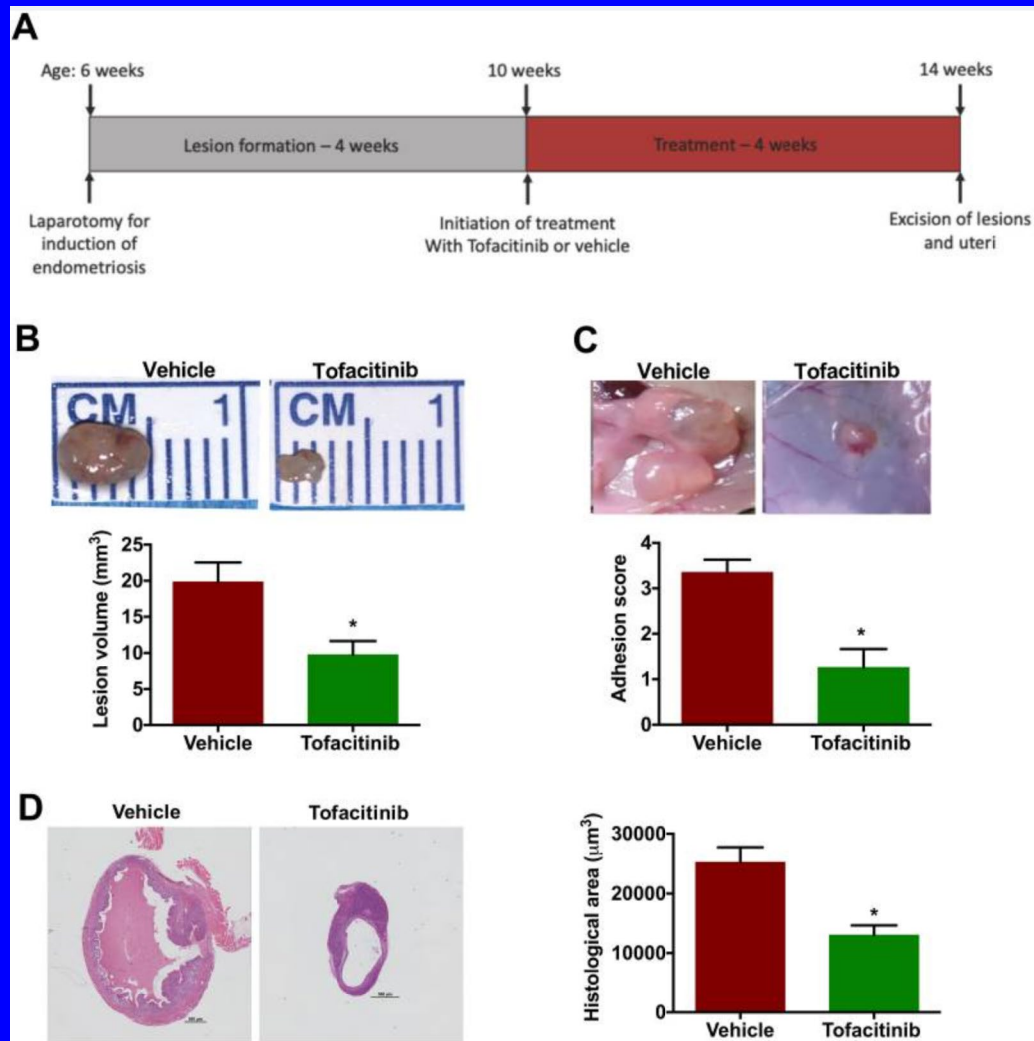 A
Age: 6 weeks
10 weeks
14 weeks
Lesion formation – 4 weeks
Treatment – 4 weeks
Laparotomy for
induction of
endometriosis
Initiation of treatment
With Tofacitinib or vehicle
Excision of lesions
and uteri
B
Vehicle
Tofacitinib
CM 1
CM 1
Lesion volume (mm³)
25
20
15
10
5
0
*
Vehicle
Tofacitinib
C
Vehicle
Tofacitinib
Adhesion score
4
3
2
1
0
*
Vehicle
Tofacitinib
D
Vehicle
Tofacitinib
Histological area (μm³)
30000
20000
10000
0
*
Vehicle
Tofacitinib